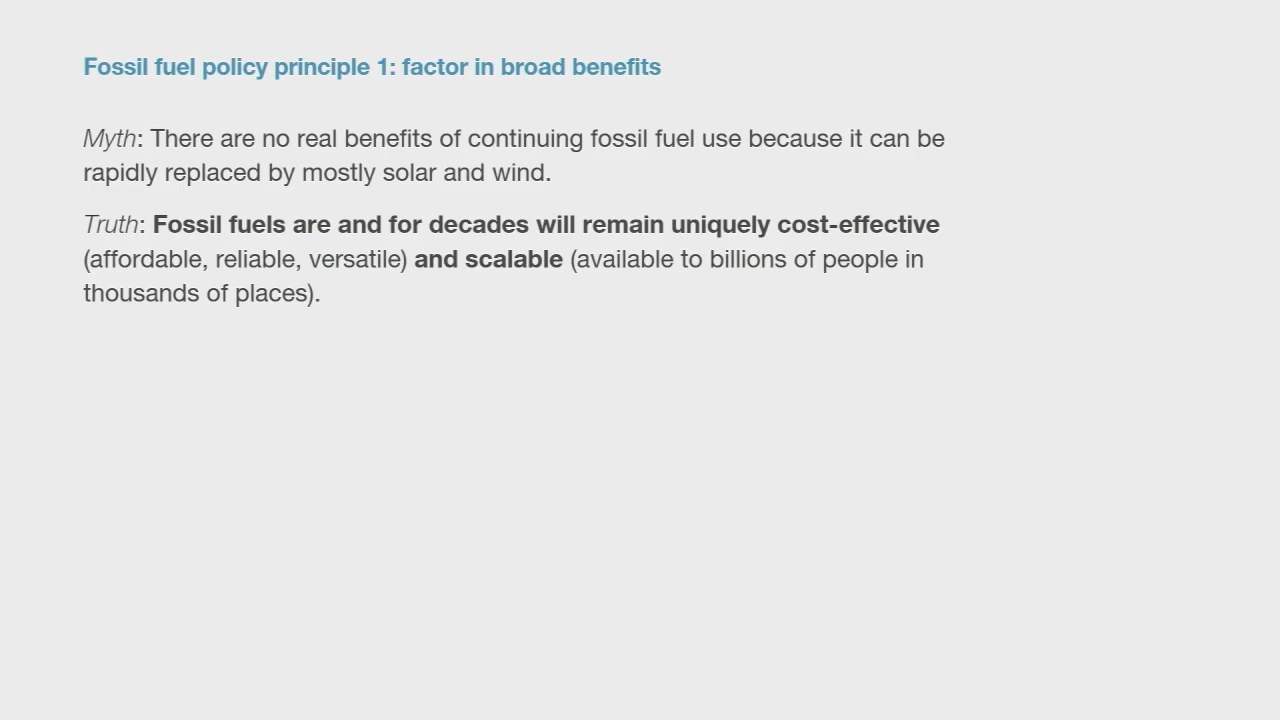 Fossil fuel policy principle 1: factor in broad benefits
Myth: There are no real benefits of continuing fossil fuel use because it can be
rapidly replaced by mostly solar and wind.
Truth: Fossil fuels are and for decades will remain uniquely cost-effective
(affordable, reliable, versatile) and scalable (available to billions of people in
thousands of places).